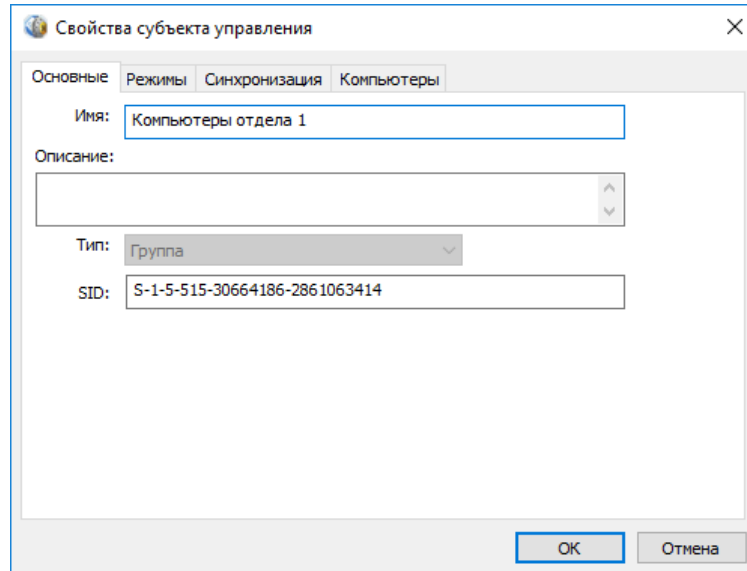 Свойства субъекта управления
Основные Режимы Синхронизация Компьютеры
Имя: Компьютеры отдела 1
Описание:
Тип: Группа
SID: S-1-5-515-30664186-2861063414
OK Отмена